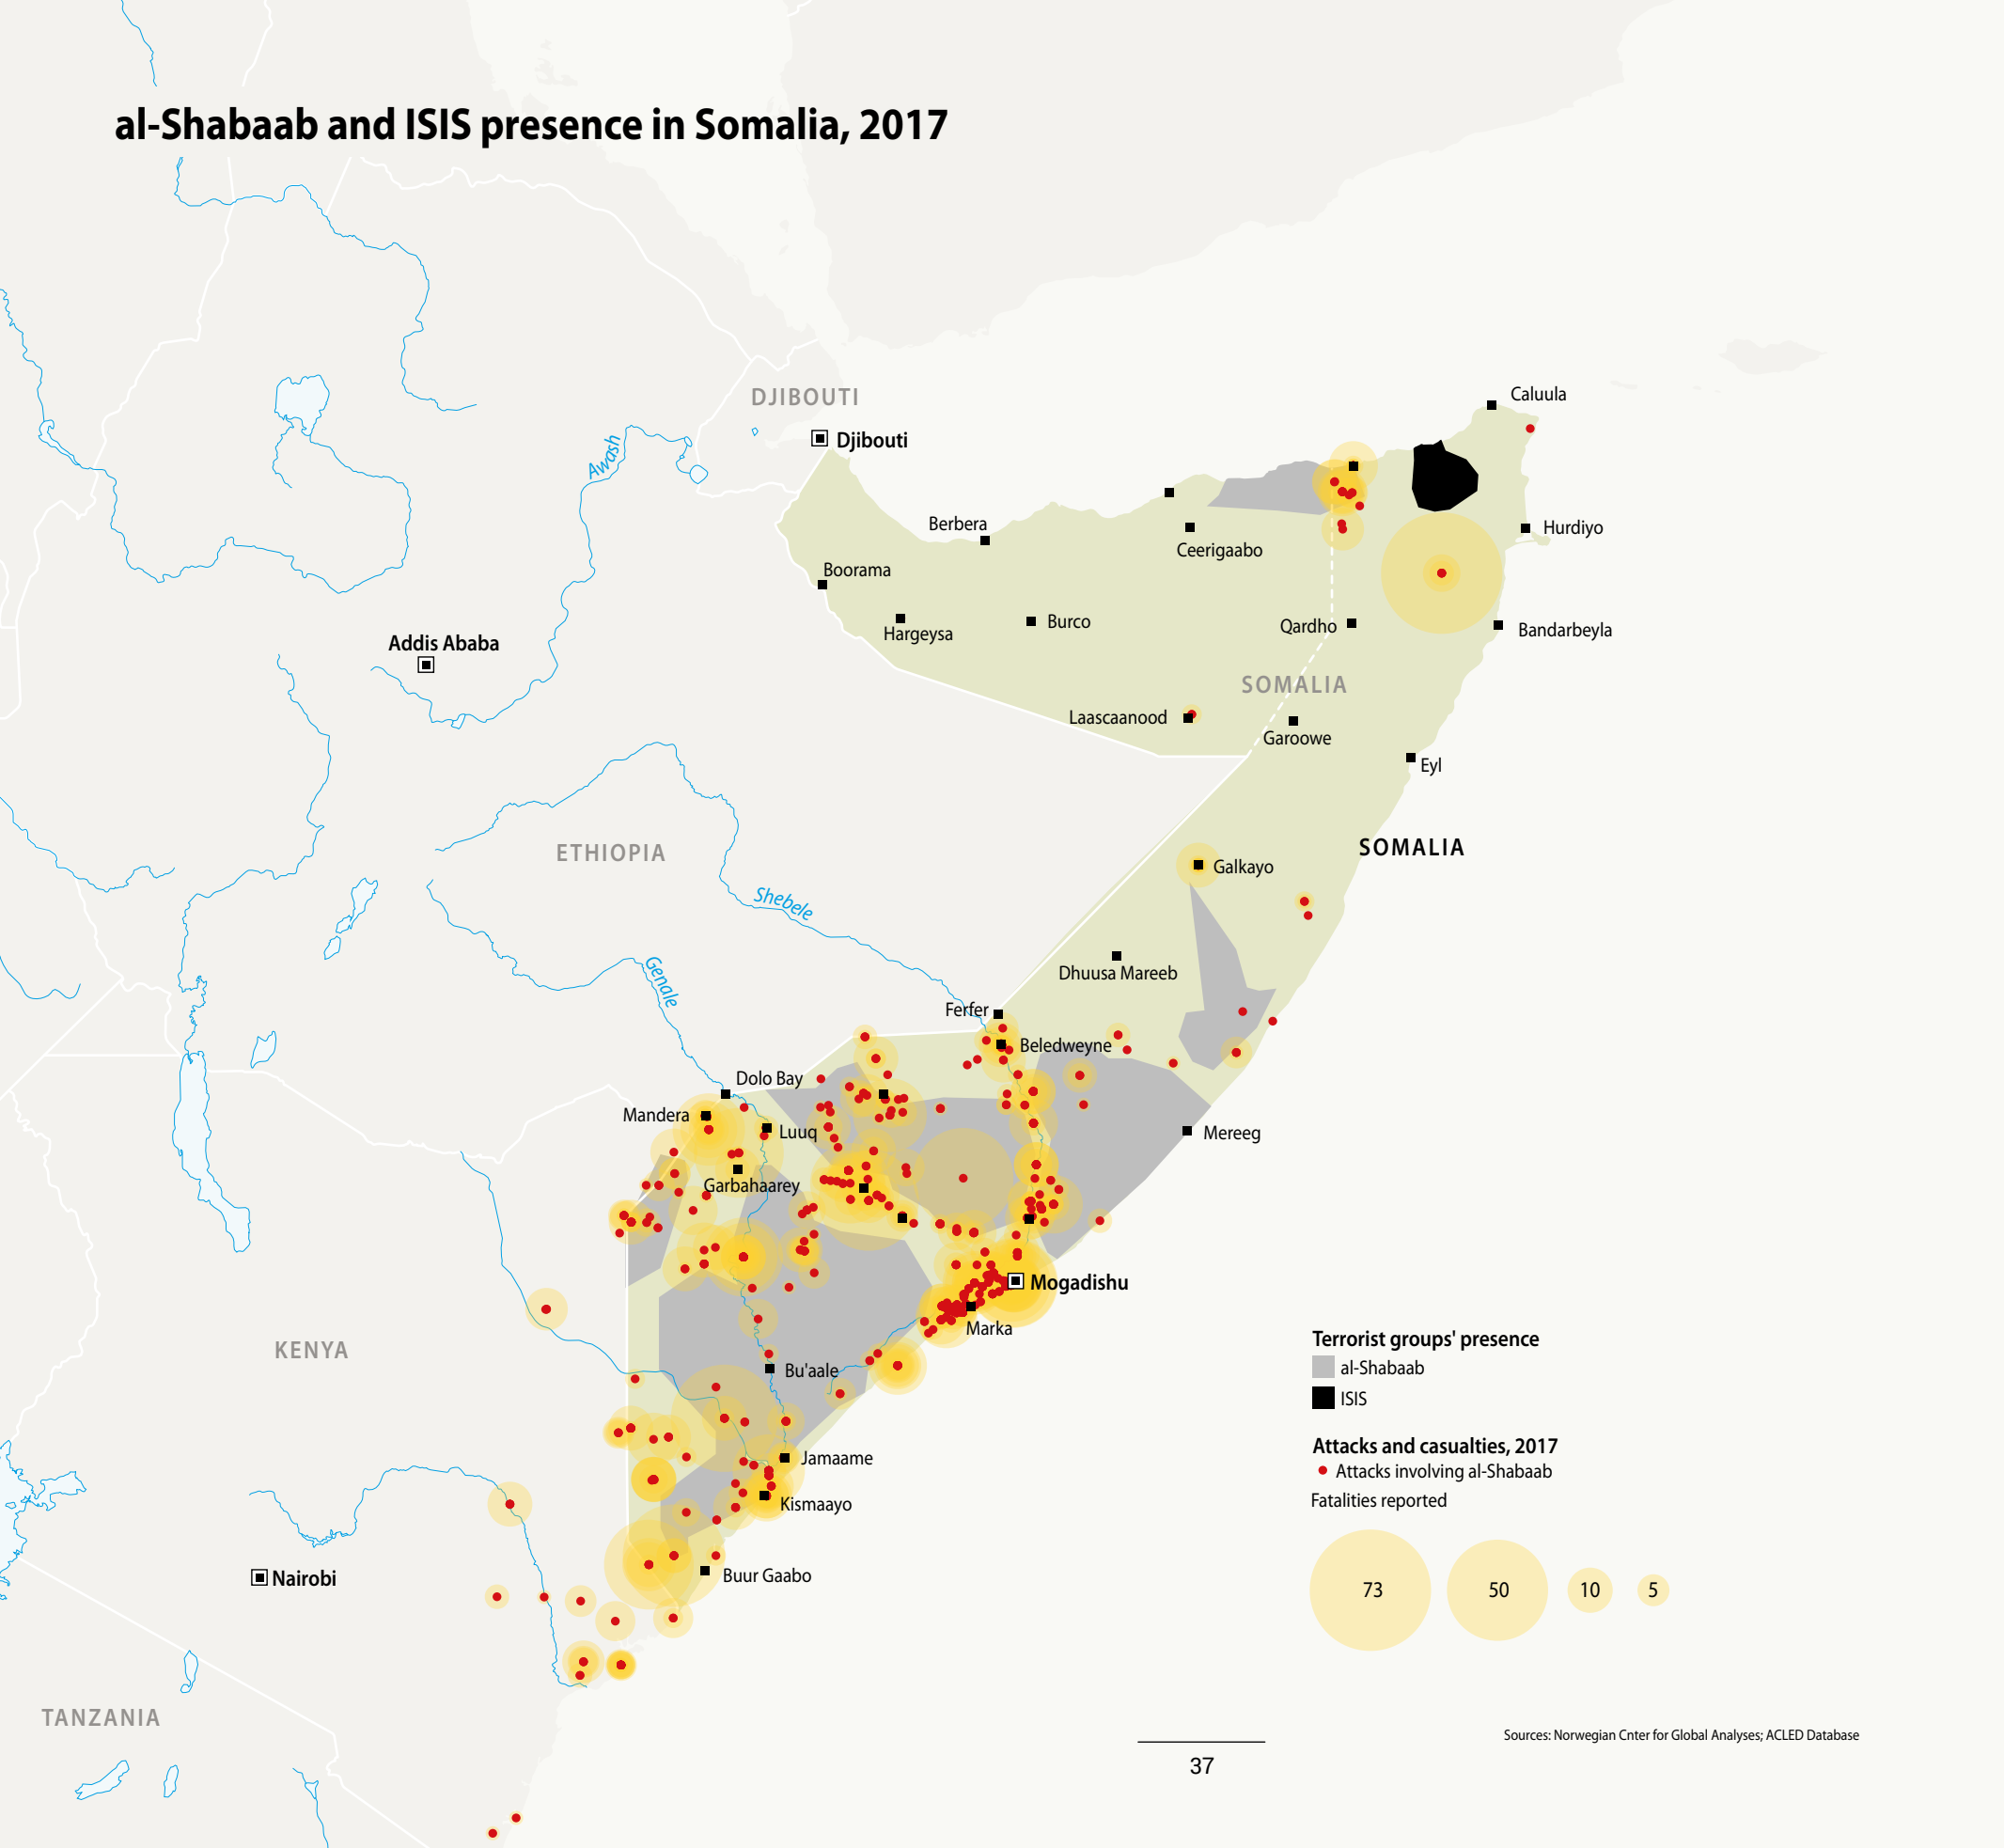 al-Shabaab and ISIS presence in Somalia, 2017
DJIBOUTI
Djibouti
Caluula
Awash
Berbera
Hurdiyo
Ceerigaabo
Boorama
Hargeysa
Burco
Qardho
Bandarbeyla
Addis Ababa
SOMALIA
Laascaanood
Garoowe
Eyl
SOMALIA
ETHIOPIA
Galkayo
Shebele
Genale
Dhuusa Mareeb
Ferfer
Beledweyne
Dolo Bay
Mandera
Luuq
Mereeg
Garbahaarey
Mogadishu
Marka
KENYA
Bu'aale
Terrorist groups' presence
al-Shabaab
ISIS
Attacks and casualties, 2017
Attacks involving al-Shabaab
Fatalities reported
73
50
10
5
Jamaame
Kismaayo
Nairobi
Buur Gaabo
TANZANIA
Sources: Norwegian Cnter for Global Analyses; ACLED Database
37